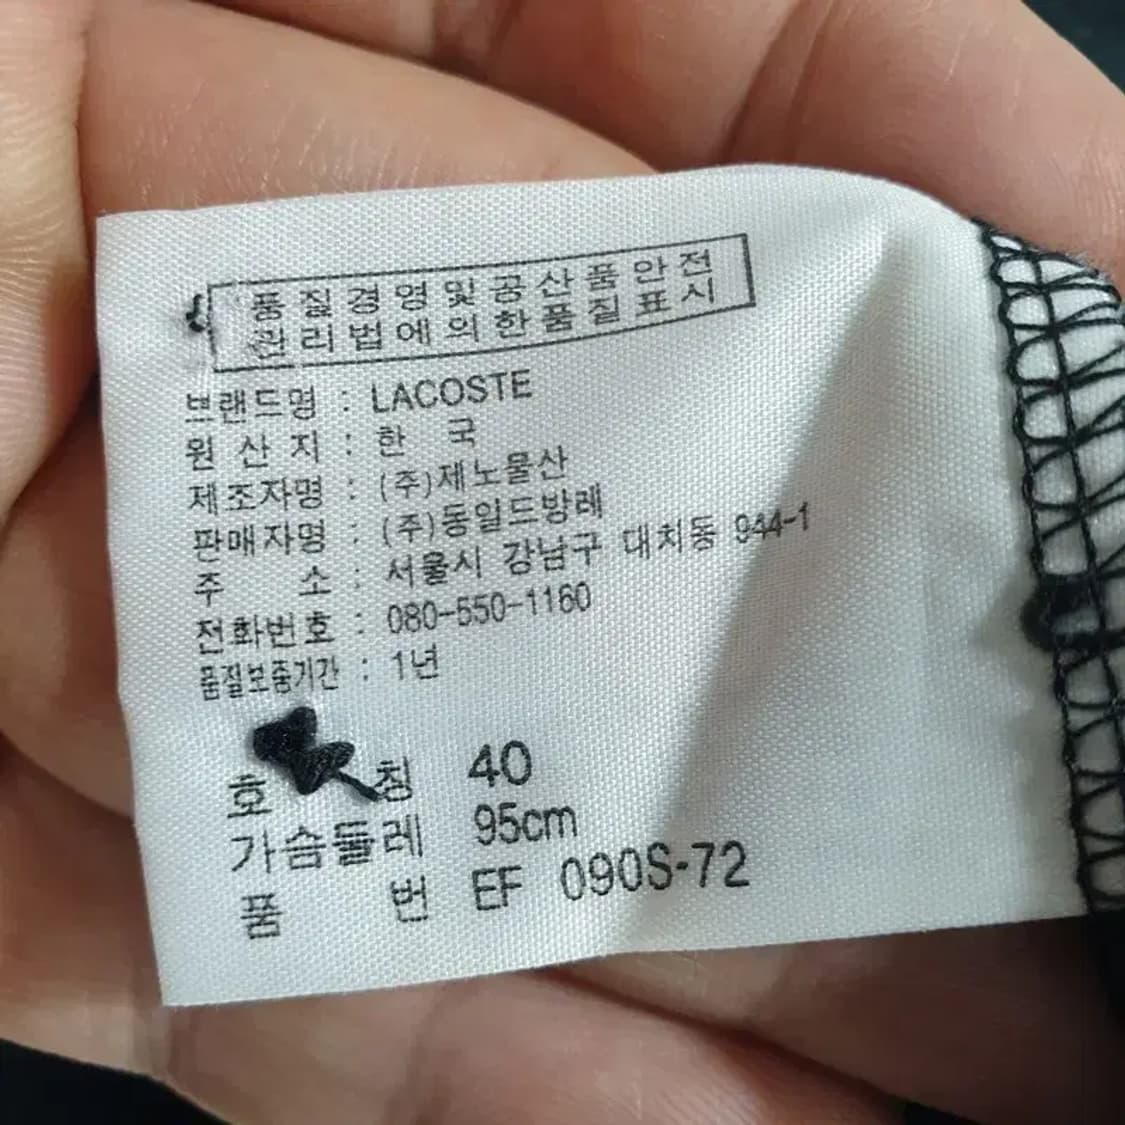 품질경영및공산품안전
관리법에의한품질표시
브랜드명 : LACOSTE
원 산 지 : 한 국
제조자명 : (주)제노물산
판매자명 : (주)동일드방레
주 소 : 서울시 강남구 대치동 944-1
전화번호 : 080-550-1160
품질보증기간 : 1년
호 칭 40
가슴둘레 95cm
품 번 EF 090S-72